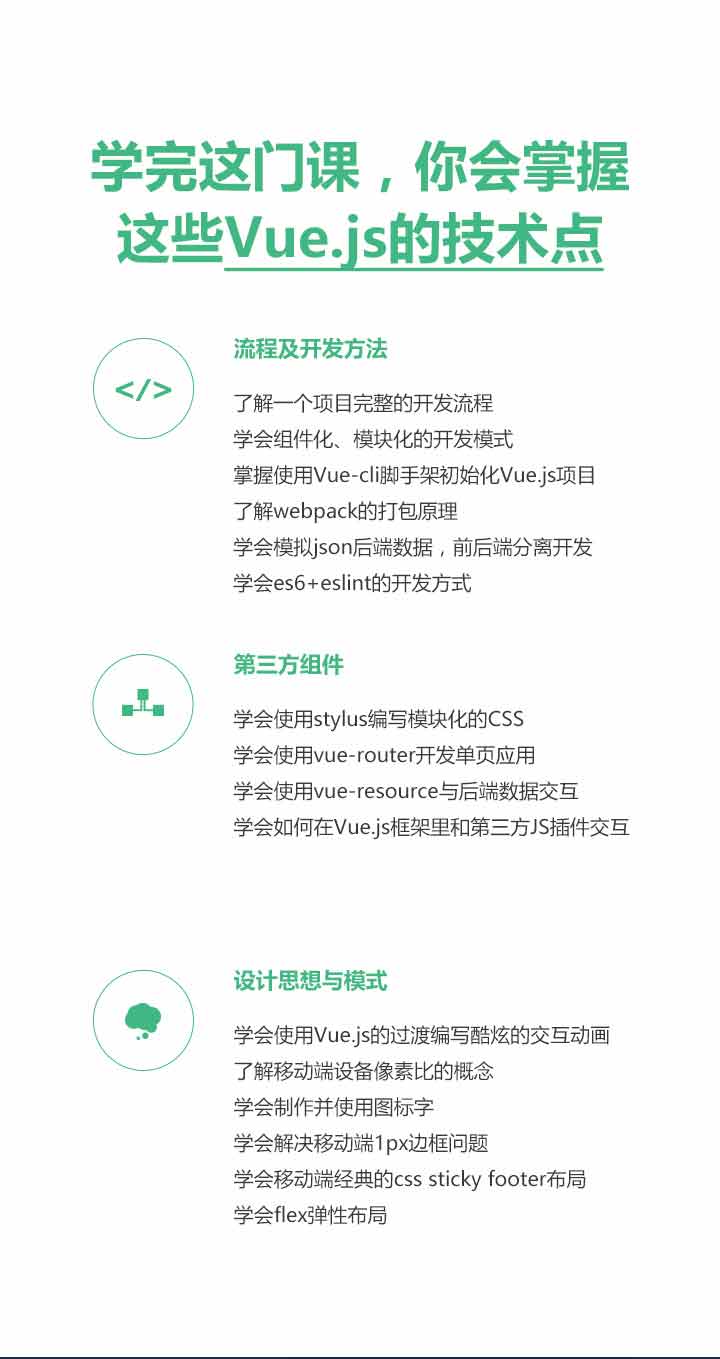 学完这门课，你会掌握
这些Vue.js的技术点
流程及开发方法
</>
了解一个项目完整的开发流程
学会组件化、模块化的开发模式
掌握使用Vue-cli脚手架初始化Vue.js项目
了解webpack的打包原理
学会模拟json后端数据，前后端分离开发
学会es6+eslint的开发方式
第三方组件
学会使用stylus编写模块化的CSS
学会使用vue-router开发单页应用
学会使用vue-resource与后端数据交互
学会如何在Vue.js框架里和第三方JS插件交互
设计思想与模式
学会使用Vue.js的过渡编写酷炫的交互动画
了解移动端设备像素比的概念
学会制作并使用图标字
学会解决移动端1px边框问题
学会移动端经典的css sticky footer布局
学会flex弹性布局